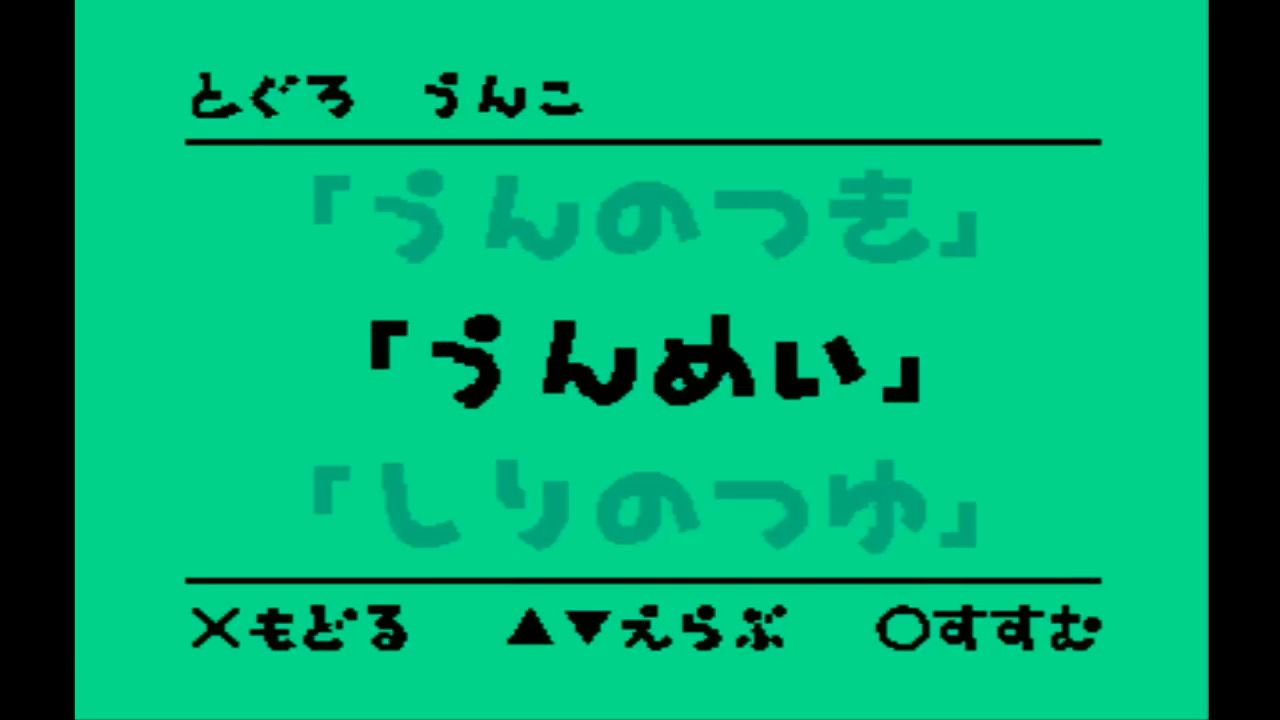 とぐろ　うんこ
「うんのつき」
「うんめい」
「しりのつゆ」
×もどる　▲▼えらぶ　○すすむ